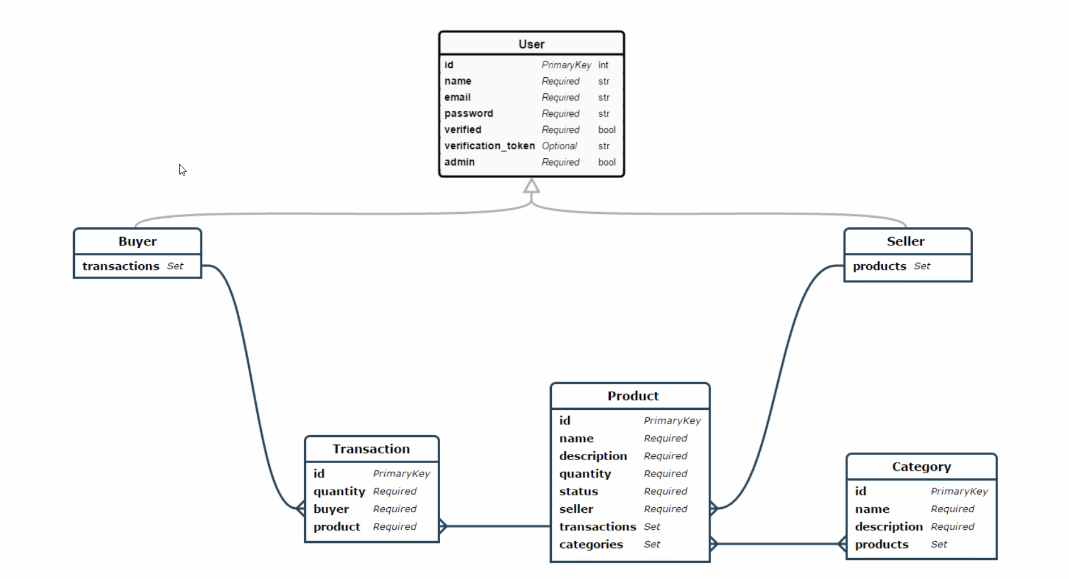 User
id PrimaryKey int
name Required str
email Required str
password Required str
verified Required bool
verification_token Optional str
admin Required bool
Buyer
transactions Set
Seller
products Set
Transaction
id PrimaryKey
quantity Required
buyer Required
product Required
Product
id PrimaryKey
name Required
description Required
quantity Required
status Required
seller Required
transactions Set
categories Set
Category
id PrimaryKey
name Required
description Required
products Set